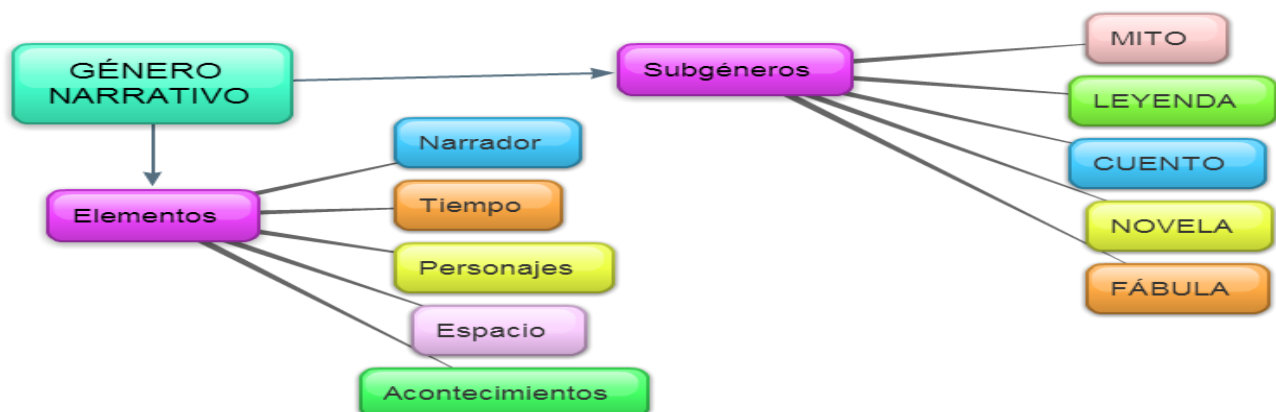 GÉNERO
NARRATIVO
Subgéneros
MITO
LEYENDA
CUENTO
NOVELA
FÁBULA
Elementos
Narrador
Tiempo
Personajes
Espacio
Acontecimientos